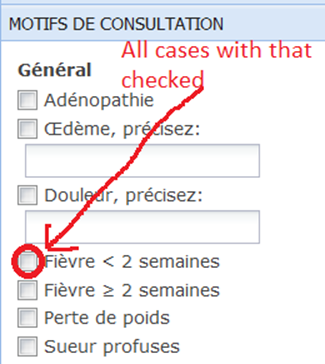 MOTIFS DE CONSULTATION
All cases with that
checked
Général
Adénopathie
Œdème, précisez:
Douleur, précisez:
Fièvre < 2 semaines
Fièvre ≥ 2 semaines
Perte de poids
Sueur profuses